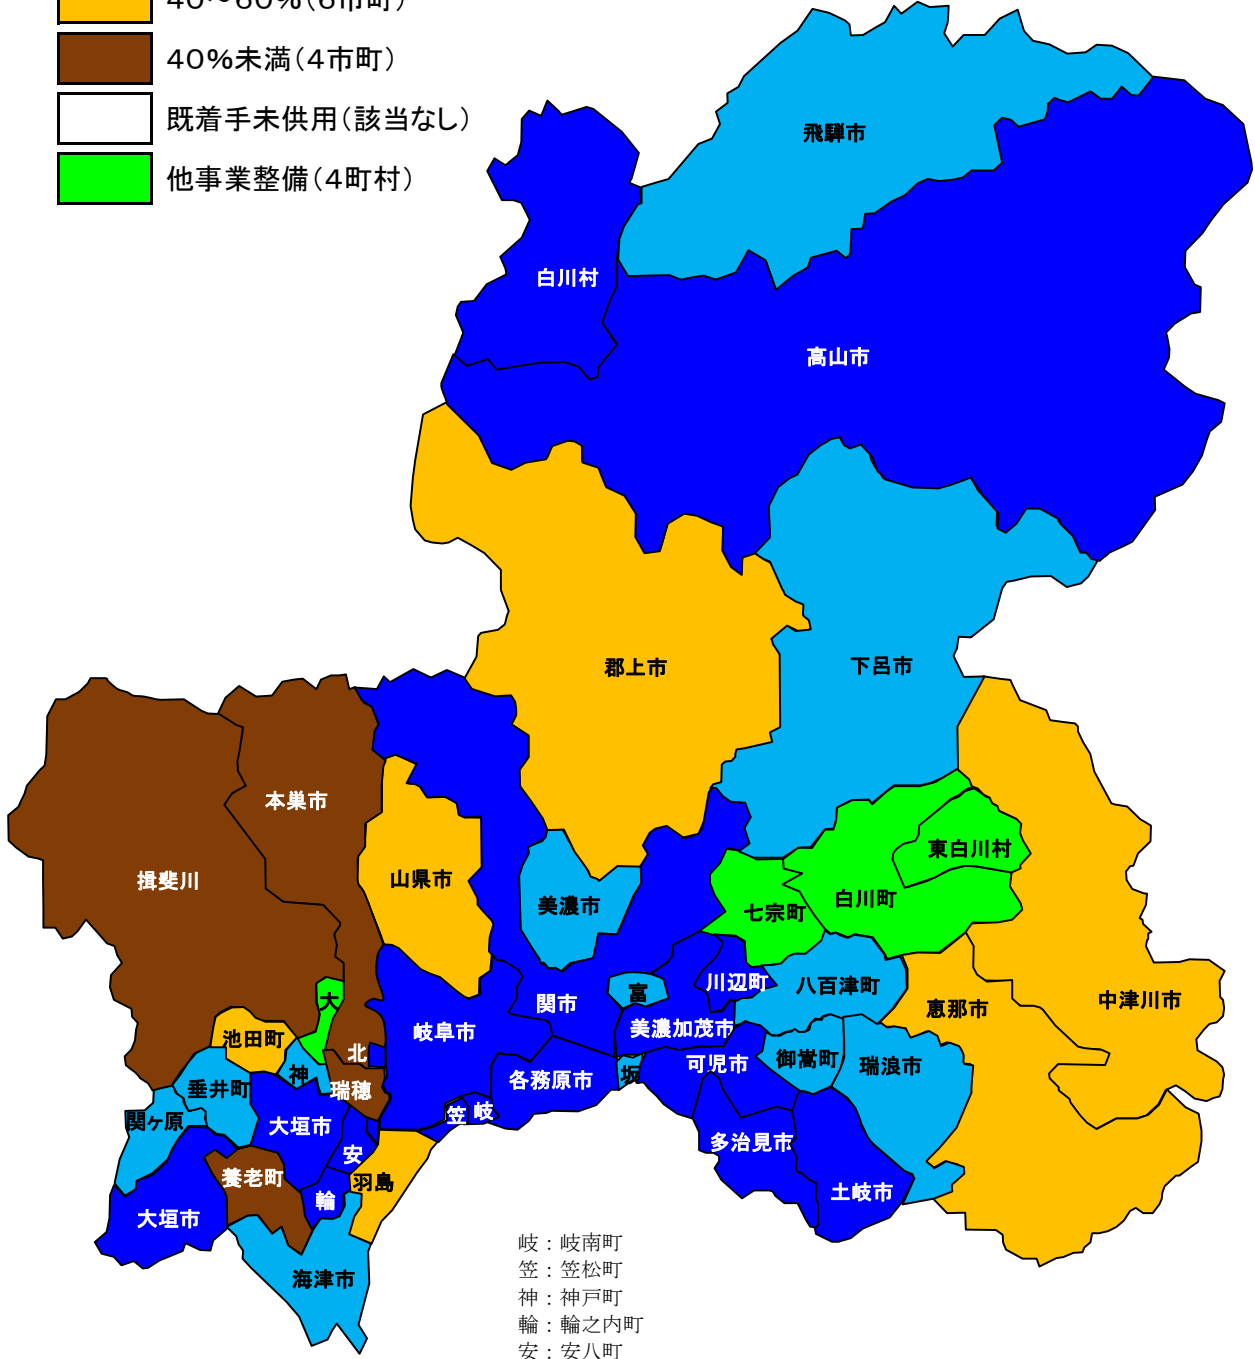 40～60%(6市町)
40%未満(4市町)
既着手未供用(該当なし)
他事業整備(4町村)
飛騨市
白川村
高山市
郡上市
下呂市
本巣市
揖斐川
山県市
美濃市
東白川村
白川町
七宗町
八百津町
川辺町
富
関市
美濃加茂市
恵那市
中津川市
大
池田町
岐阜市
北
神
垂井町
瑞穂
各務原市
坂
可児市
御嵩町
瑞浪市
関ヶ原
大垣市
笠
岐
安
多治見市
養老町
羽島
輪
土岐市
大垣市
海津市
岐：岐南町
笠：笠松町
神：神戸町
輪：輪之内町
安：安八町